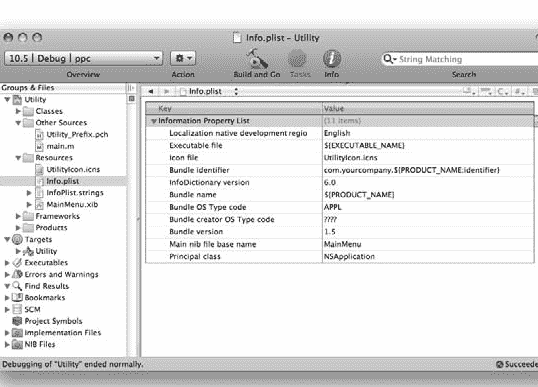 Info.plist – Utility
10.5 | Debug | ppc
String Matching
Overview
Action
Build and Go
Tasks
Info
Search
Groups & Files
Info.plist
Utility
Classes
Other Sources
Utility_Prefix.pch
main.m
Resources
UtilityIcon.icns
Info.plist
InfoPlist.strings
MainMenu.xib
Frameworks
Products
Targets
Utility
Executables
Errors and Warnings
Find Results
Bookmarks
SCM
Project Symbols
Implementation Files
NIB Files
Key Value
Information Property List (11 items)
Localization native development regio English
Executable file ${EXECUTABLE_NAME}
Icon file UtilityIcon.icns
Bundle identifier com.yourcompany.${PRODUCT_NAME:identifier}
InfoDictionary version 6.0
Bundle name ${PRODUCT_NAME}
Bundle OS Type code APPL
Bundle creator OS Type code ????
Bundle version 1.5
Main nib file base name MainMenu
Principal class NSApplication
Debugging of "Utility" ended normally.
Succeede